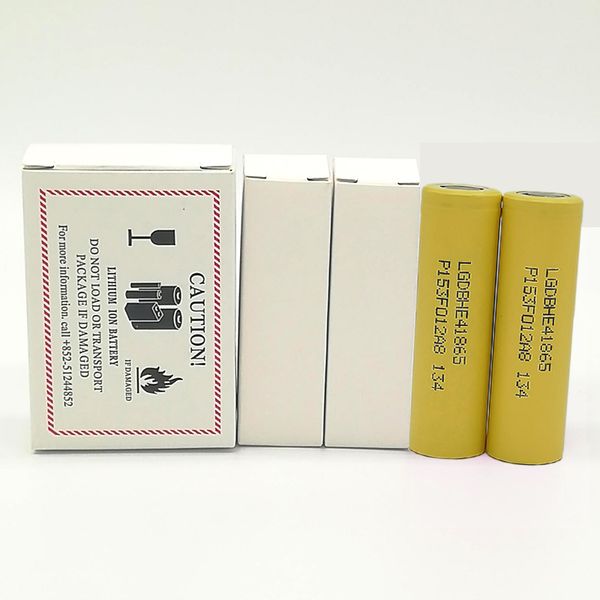 CAUTION!
IF DAMAGED
LITHIUM ION BATTERY
DO NOT LOAD OR TRANSPORT
PACKAGE IF DAMAGED
For more information, call +852-51244852
LGDBHE41865
P153F012A8 134
LGDBHE41865
P153F012A8 134